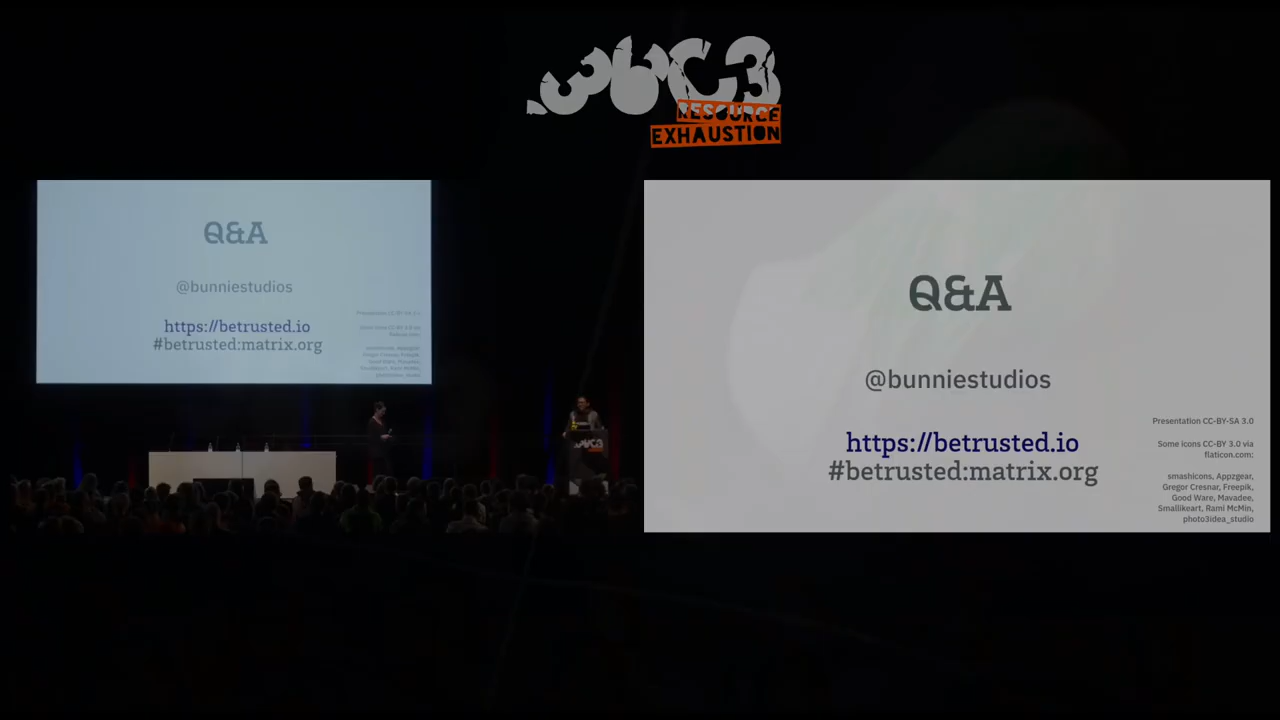 36C3
RESOURCE
EXHAUSTION
Q&A
@bunniestudios
https://betrusted.io
#betrusted:matrix.org
Q&A
@bunniestudios
https://betrusted.io
#betrusted:matrix.org
Presentation CC-BY-SA 3.0
Some icons CC-BY 3.0 via
flaticon.com:
smashicons, Appzgear,
Gregor Cresnar, Freepik,
Good Ware, Mavadee,
Smallikeart, Rami McMin,
photo3idea_studio